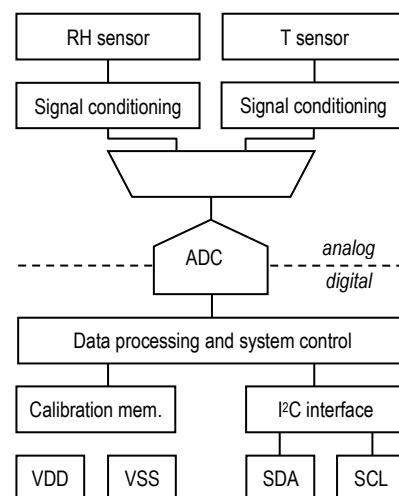 RH sensor
T sensor
Signal conditioning
Signal conditioning
ADC
analog
digital
Data processing and system control
Calibration mem.
I²C interface
VDD
VSS
SDA
SCL